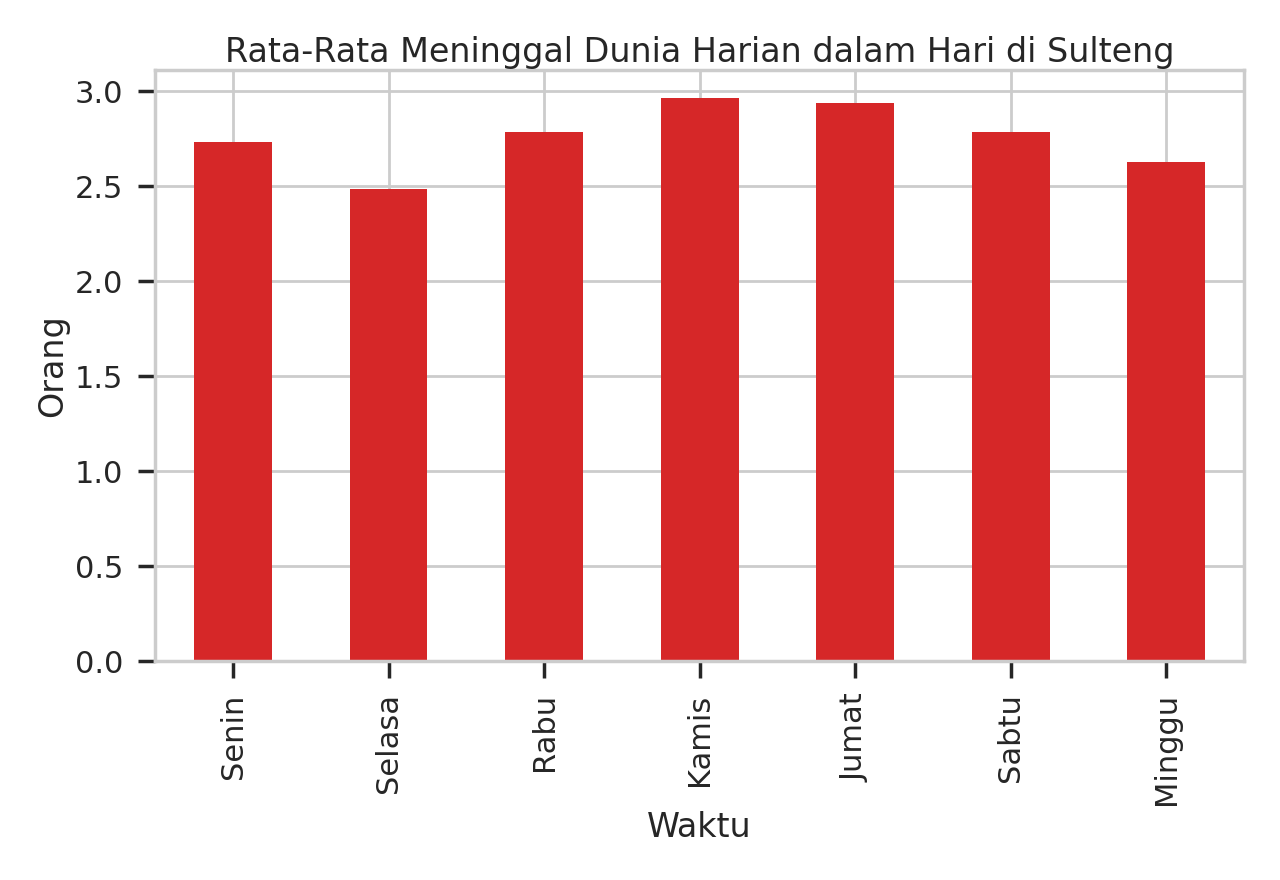 Rata-Rata Meninggal Dunia Harian dalam Hari di Sulteng
3.0
2.5
2.0
1.5
1.0
0.5
0.0
Orang
Senin
Selasa
Rabu
Kamis
Jumat
Sabtu
Minggu
Waktu